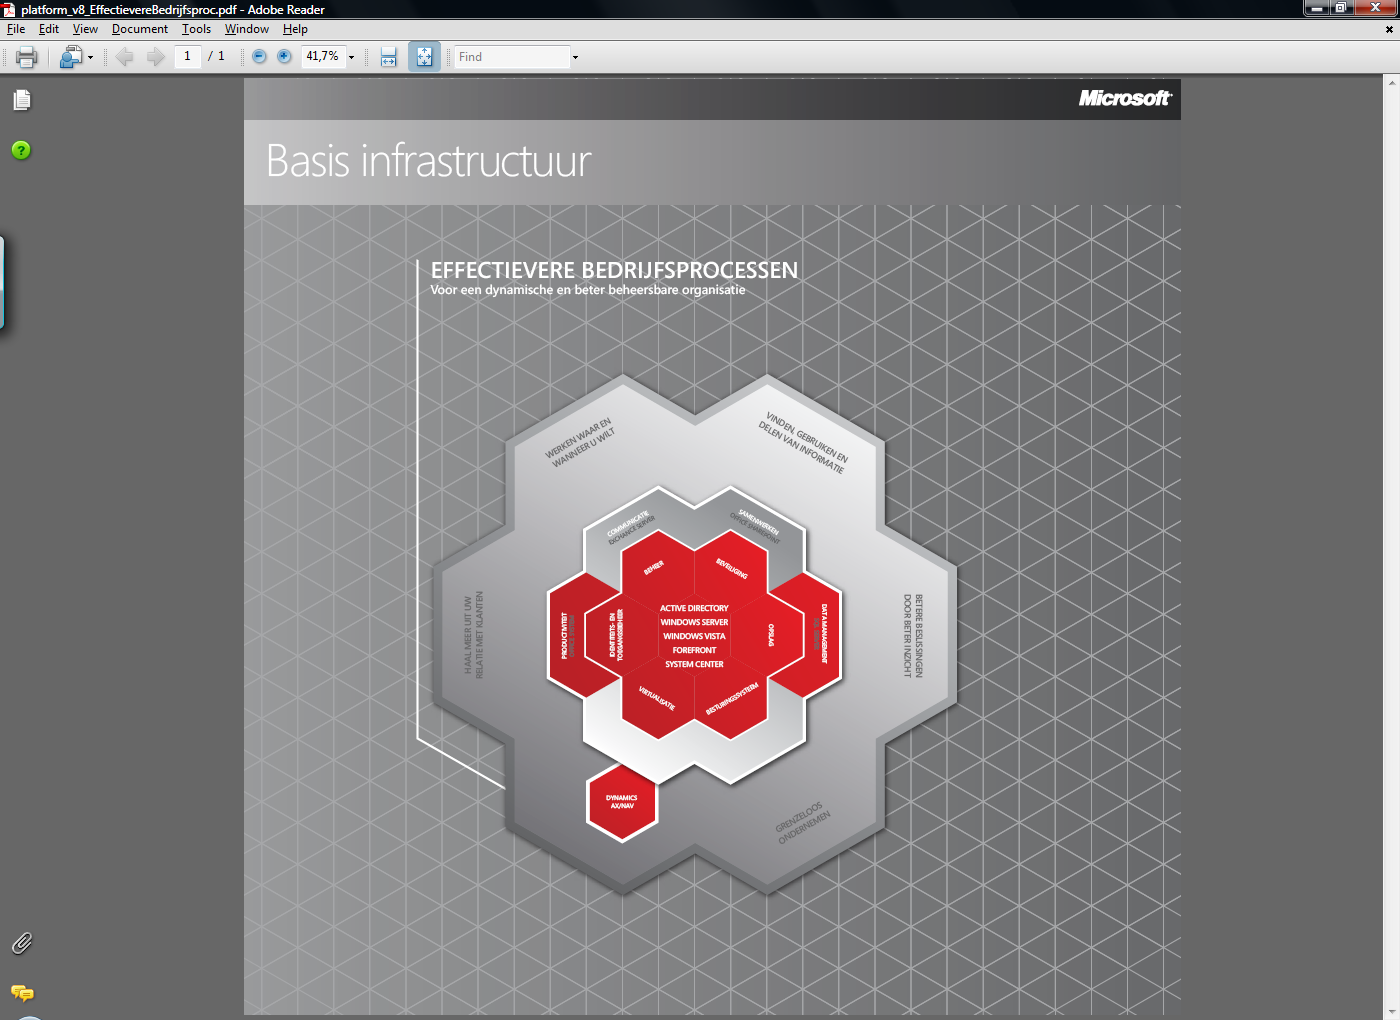 platform_v8_EffectievereBedrijfsproc.pdf - Adobe Reader
File Edit View Document Tools Window Help
1 / 1 41,7% Find
Microsoft
Basis infrastructuur
EFFECTIEVERE BEDRIJFSPROCESSEN
Voor een dynamische en beter beheersbare organisatie
WERKEN WAAR EN
WANNEER U WILT
VINDEN, GEBRUIKEN EN
DELEN VAN INFORMATIE
COMMUNICATIE
EXCHANGE SERVER
SAMENWERKEN
OFFICE SHAREPOINT
BEHEER
BEVEILIGING
HAAL MEER UIT UW
RELATIE MET KLANTEN
PRODUCTIVITEIT
IDENTITEITS- EN
TOEGANGSBEHEER
ACTIVE DIRECTORY
WINDOWS SERVER
WINDOWS VISTA
FOREFRONT
SYSTEM CENTER
OPSLAG
DATA MANAGEMENT
BETERE BESLISSINGEN
DOOR BETER INZICHT
VIRTUALISATIE
BESTURINGSSYSTEEM
DYNAMICS
AX/NAV
GRENZELOOS
ONDERNEMEN